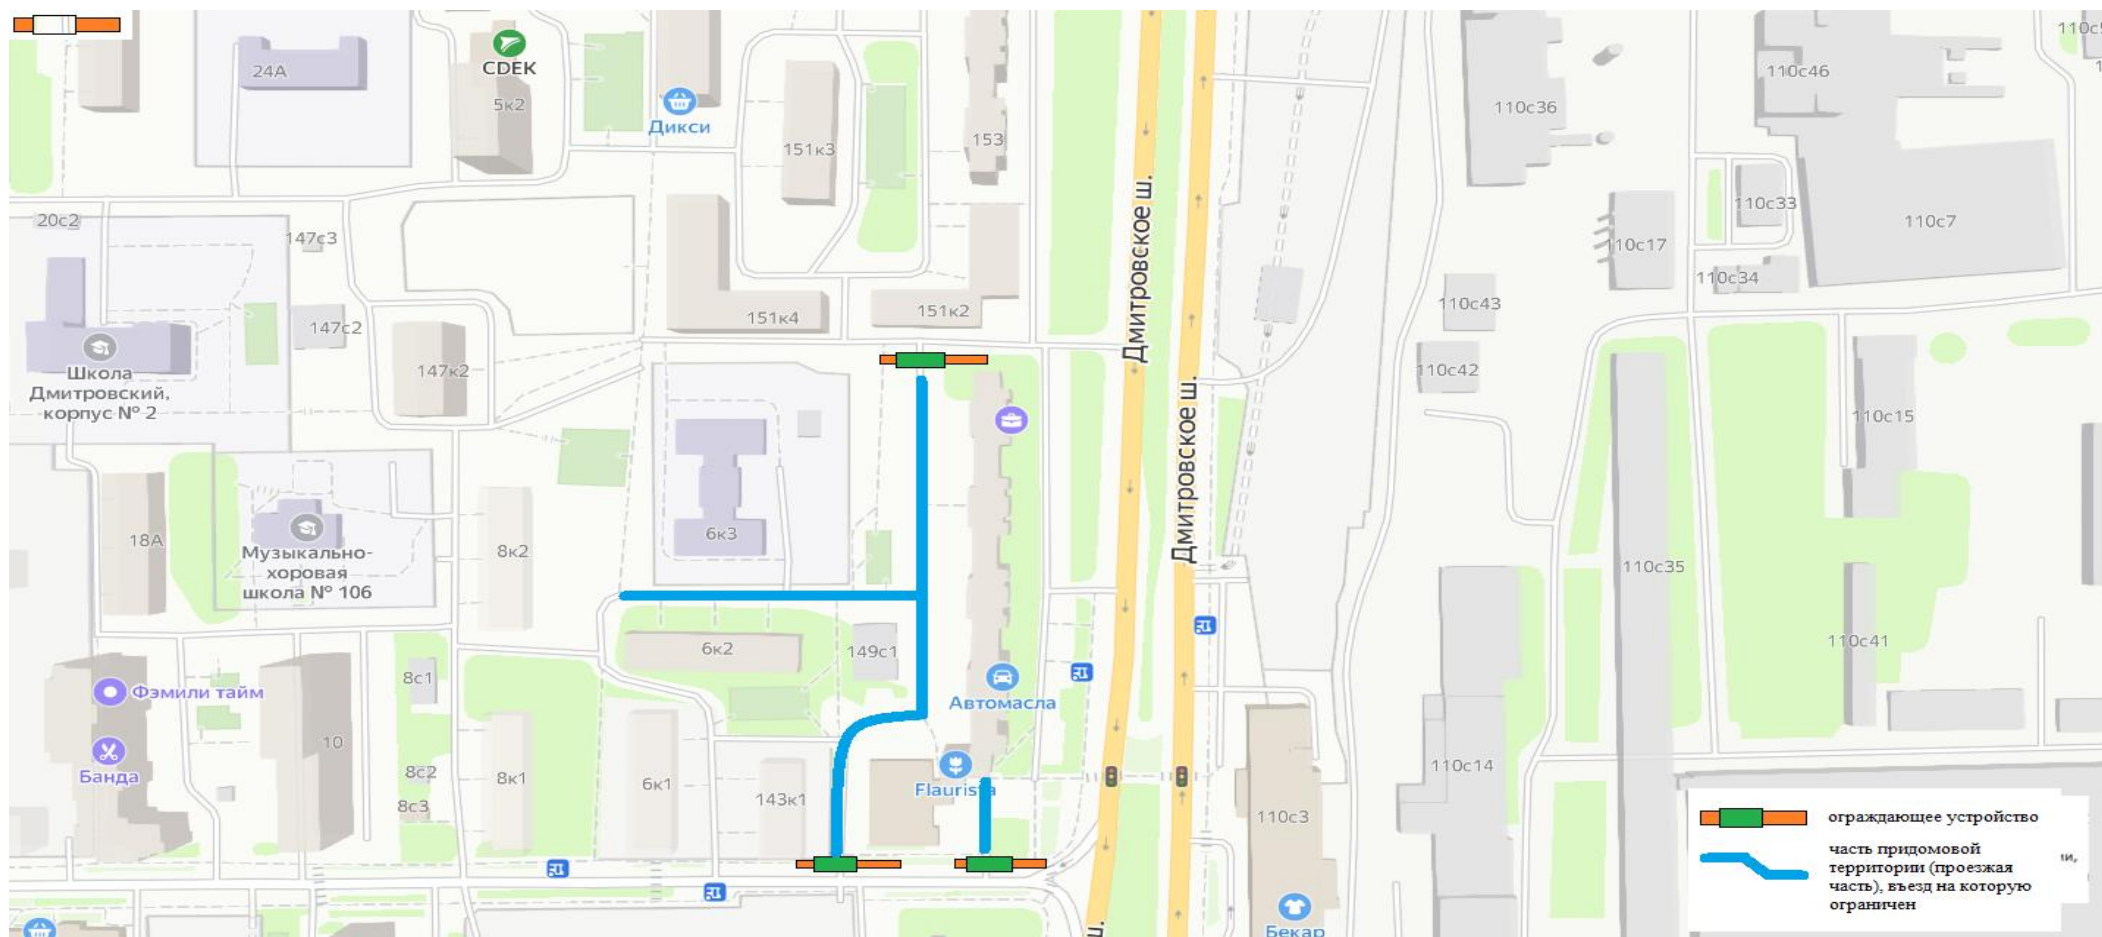 24А
CDEK
5к2
Дикси
151к3
153
110с36
110с46
110с
20с2
147с3
Дмитровское ш.
110с33
110с7
110с17
110с34
147с2
151к4
151к2
110с43
Школа
Дмитровский,
корпус № 2
147к2
110с42
110с15
Дмитровское ш.
18А
Музыкально-
хоровая
школа № 106
8к2
6к3
110с35
6к2
149с1
110с41
Фэмили тайм
8с1
Автомасла
10
Банда
8с2
8к1
6к1
143к1
Flaurista
110с14
8с3
110с3
ограждающее устройство
часть придомовой
территории (проезжая
часть), въезд на которую
ограничен
ии,
ш.
Бекар